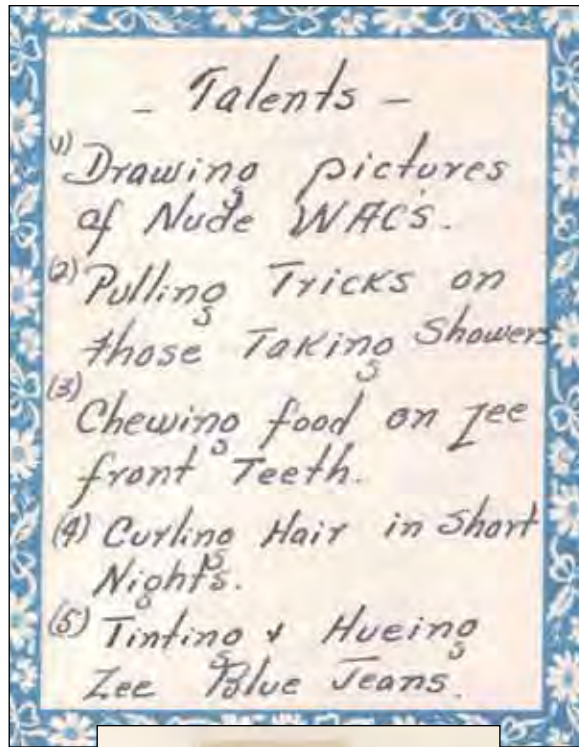 - Talents -
(1) Drawing pictures
of Nude WAC's.
(2) Pulling Tricks on
those Taking Showers
(3) Chewing food on Zee
front Teeth.
(4) Curling Hair in Short
Nights.
(5) Tinting & Hueing
Zee Blue Jeans.